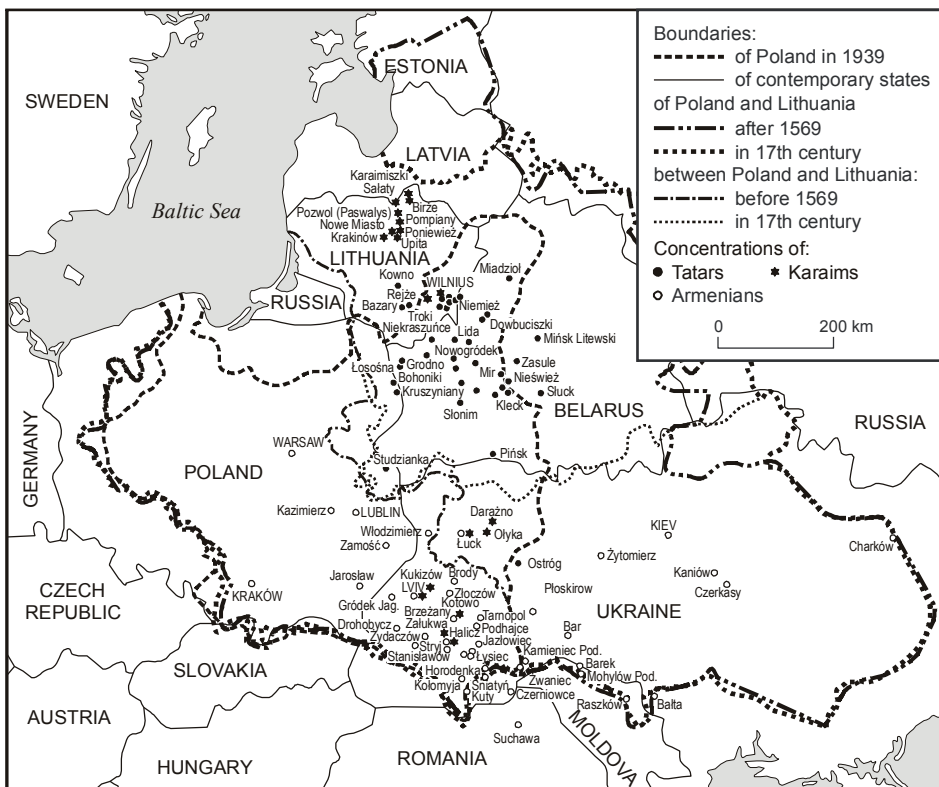 Boundaries:
of Poland in 1939
of contemporary states
of Poland and Lithuania
after 1569
in 17th century
between Poland and Lithuania:
before 1569
in 17th century
Concentrations of:
Tatars
Karaims
Armenians
0
200 km
SWEDEN
ESTONIA
LATVIA
Baltic Sea
Karaimiszki
Sałaty
Birże
Pozwol (Paswalys)
Pompiany
Nowe Miasto
Poniewież
Krakinów
Upita
LITHUANIA
Kowno
WILNIUS
Miadzioł
RUSSIA
Rejże
Bazary
Niemież
Troki
Dowbuciszki
Niekraszuńce
Lida
Mińsk Litewski
Nowogródek
Łosośna
Grodno
Zasule
Mir
Bohoniki
Nieśwież
Kruszyniany
Kleck
Słuck
Słonim
BELARUS
RUSSIA
GERMANY
WARSAW
POLAND
Studzianka
Pińsk
Kazimierz
LUBLIN
Darażno
Włodzimierz
KIEV
Łuck
Ołyka
Charków
Zamość
Żytomierz
CZECH
REPUBLIC
Jarosław
Kukizów
Brody
Ostróg
Kaniów
KRAKÓW
LVIV
Złoczów
Płoskirow
Czerkasy
Gródek Jag.
Kotowo
UKRAINE
Brzeżany
Tarnopol
Drohobycz
Załukwa
Podhajce
Bar
Żydaczów
Halicz
Jazłowiec
SLOVAKIA
Stryj
Kamieniec Pod.
Stanisławów
Łysiec
Barek
Horodenka
Żwaniec
Mohylów Pod.
Kołomyja
Śniatyń
Kuty
Czerniowce
Raszków
Bałta
AUSTRIA
Suchawa
MOLDOVA
HUNGARY
ROMANIA